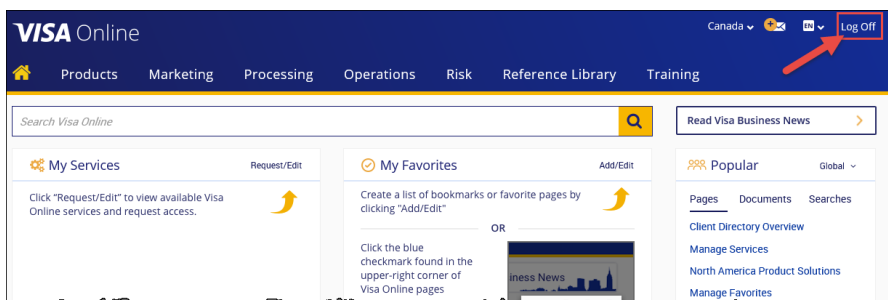 VISA Online
Canada
EN
Log Off
Products Marketing Processing Operations Risk Reference Library Training
Search Visa Online
Read Visa Business News
My Services Request/Edit
Click "Request/Edit" to view available Visa
Online services and request access.
My Favorites Add/Edit
Create a list of bookmarks or favorite pages by
clicking "Add/Edit"
OR
Click the blue
checkmark found in the
upper-right corner of
Visa Online pages
iness News
Popular Global
Pages Documents Searches
Client Directory Overview
Manage Services
North America Product Solutions
Manage Favorites